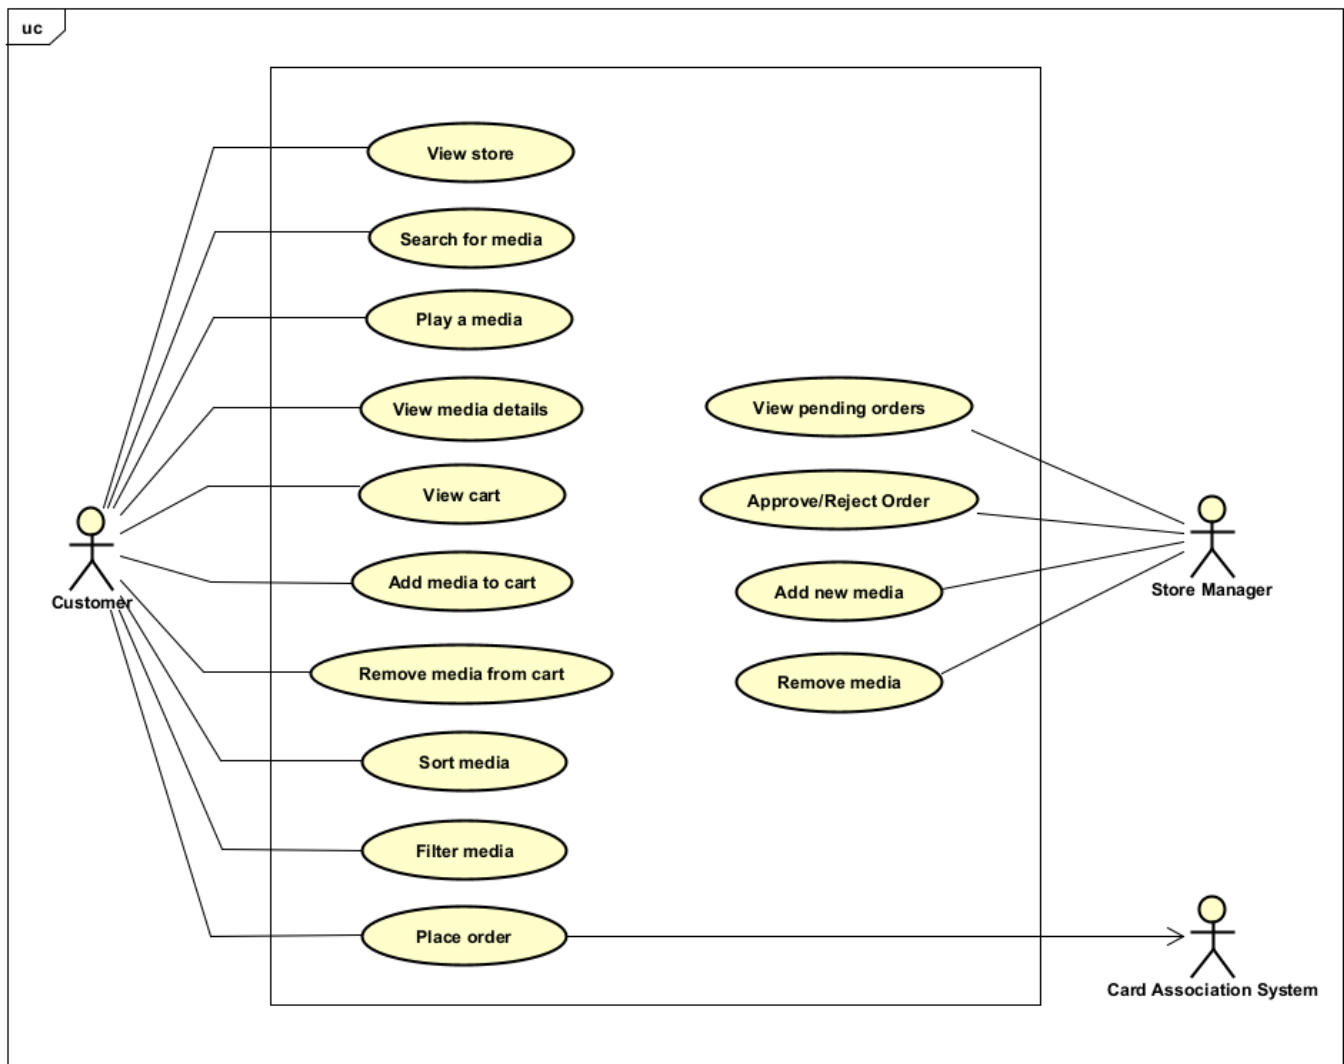 uc
View store
Search for media
Play a media
View media details
View pending orders
View cart
Approve/Reject Order
Add media to cart
Add new media
Store Manager
Customer
Remove media from cart
Remove media
Sort media
Filter media
Place order
Card Association System